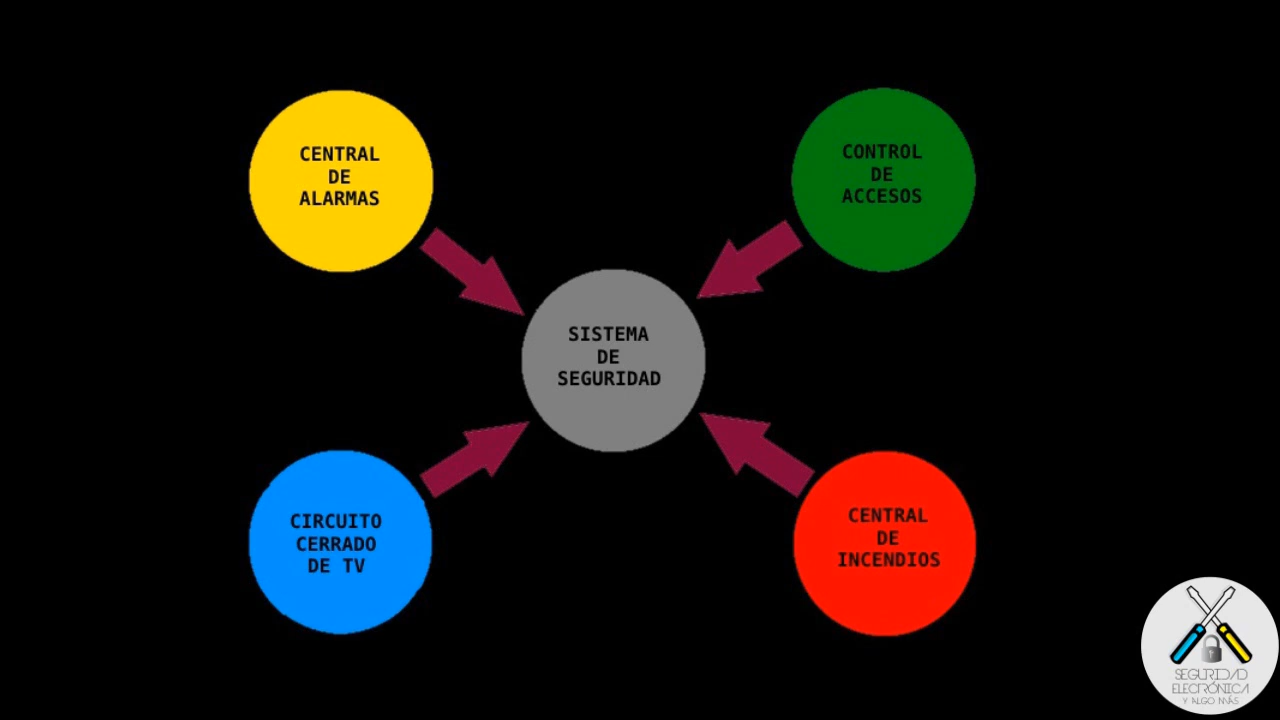 CENTRAL
DE
ALARMAS
CONTROL
DE
ACCESOS
SISTEMA
DE
SEGURIDAD
CIRCUITO
CERRADO
DE TV
CENTRAL
DE
INCENDIOS
SEGURIDAD
ELECTRÓNICA
Y ALGO MÁS